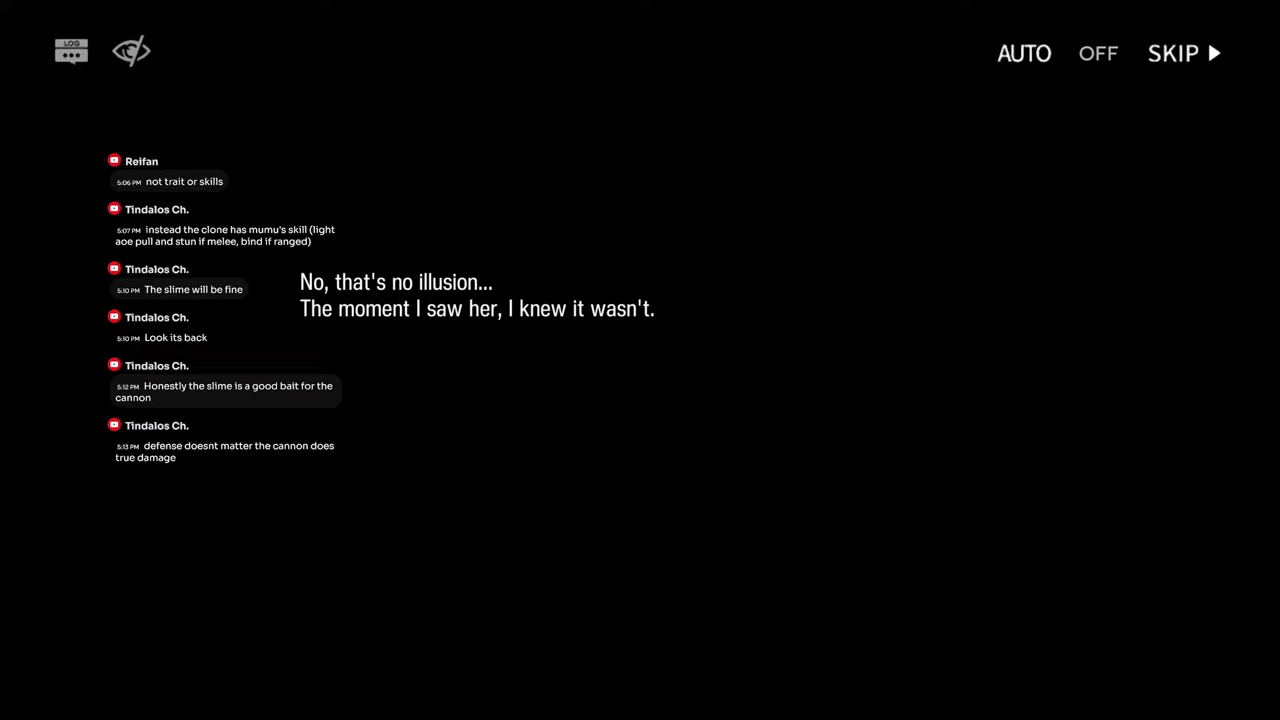 LOG
AUTO
OFF
SKIP
Reifan
5:06 PM not trait or skills
Tindalos Ch.
5:07 PM instead the clone has mumu's skill (light
aoe pull and stun if melee, bind if ranged)
Tindalos Ch.
5:10 PM The slime will be fine
Tindalos Ch.
5:10 PM Look its back
Tindalos Ch.
5:12 PM Honestly the slime is a good bait for the
cannon
Tindalos Ch.
5:13 PM defense doesnt matter the cannon does
true damage
No, that's no illusion...
The moment I saw her, I knew it wasn't.